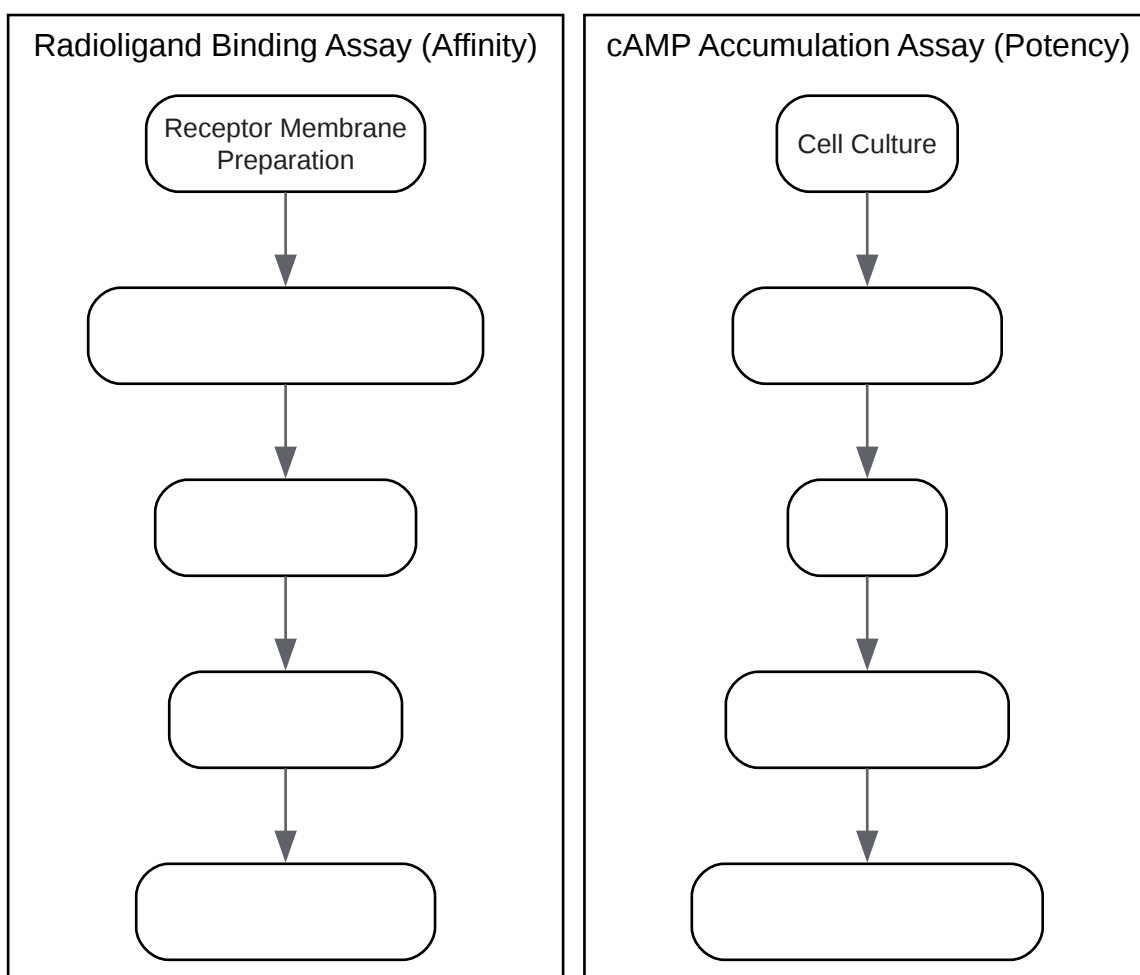 Radioligand Binding Assay (Affinity)
Receptor Membrane
Preparation
cAMP Accumulation Assay (Potency)
Cell Culture